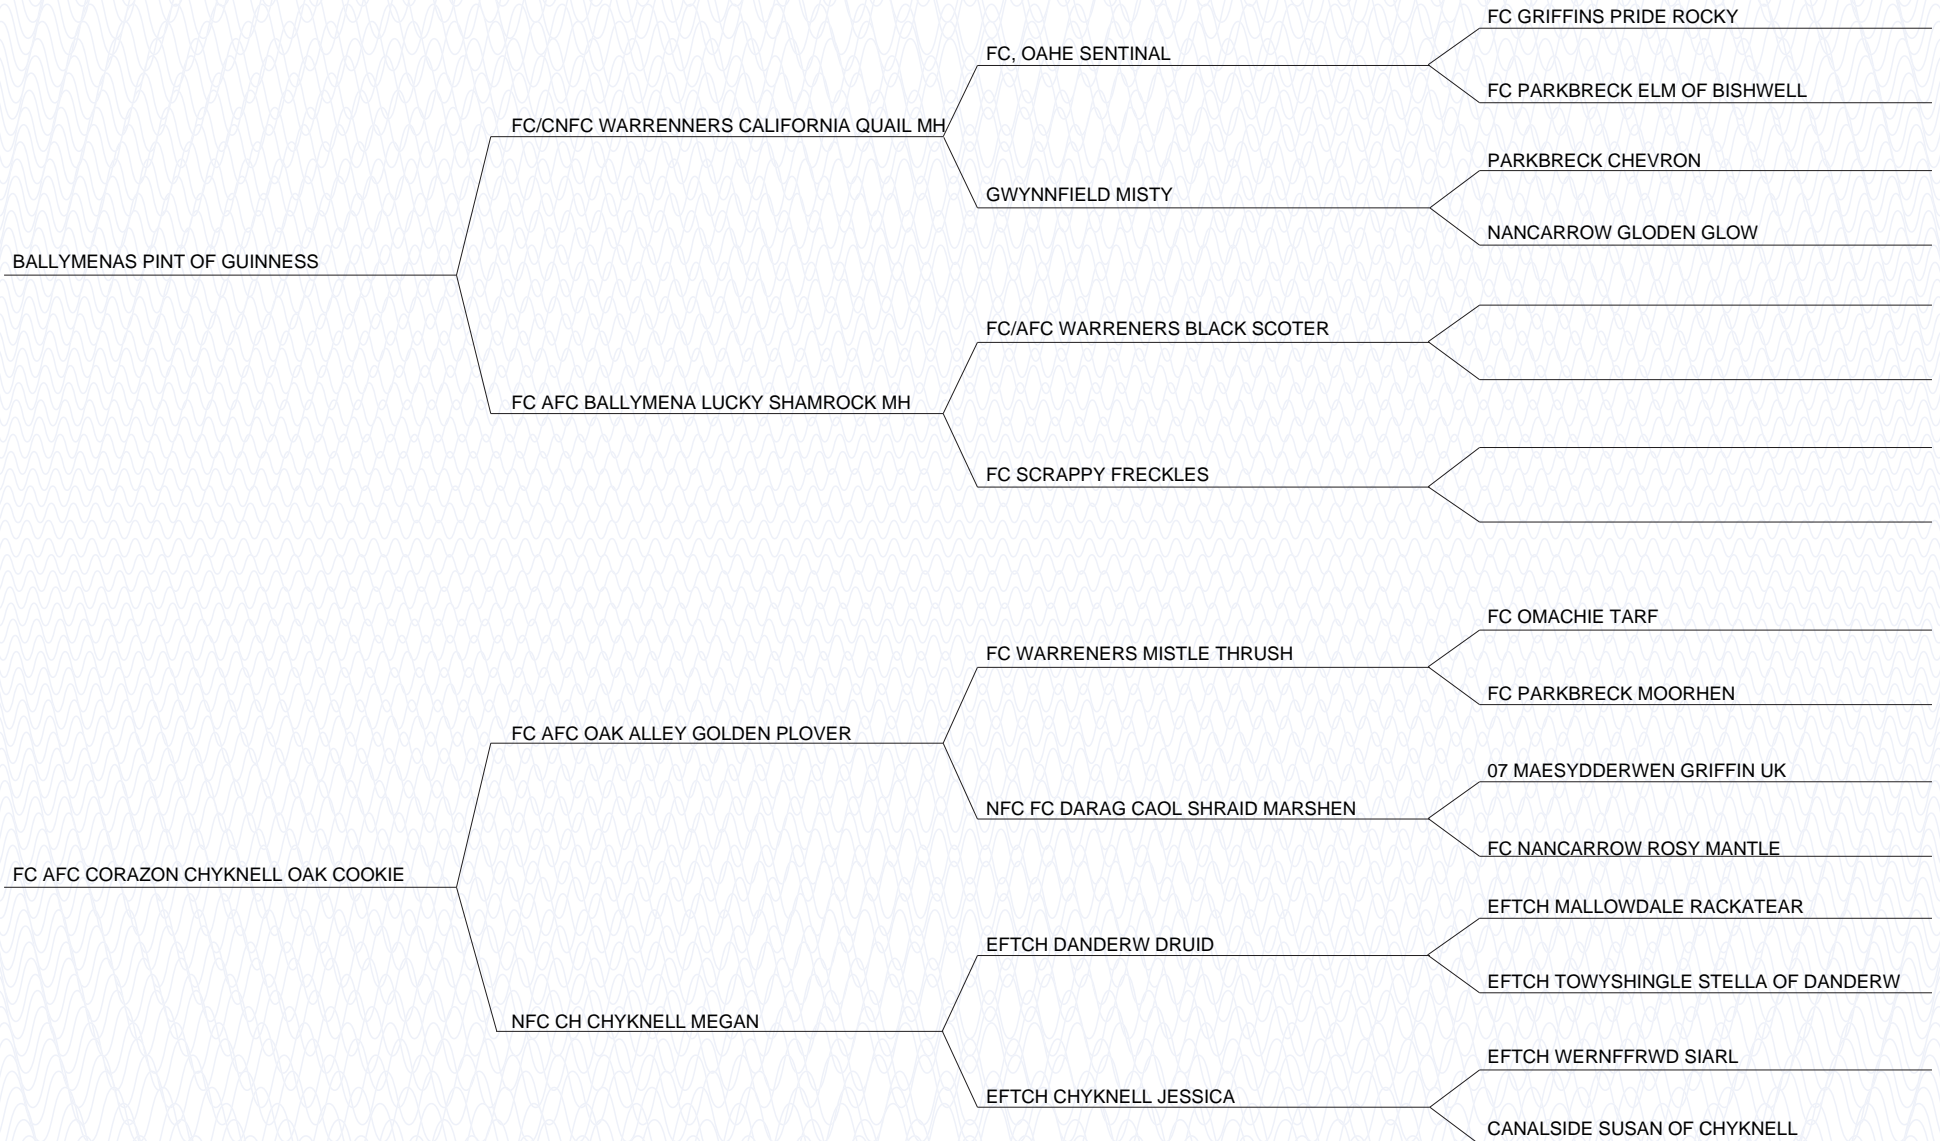 FC GRIFFINS PRIDE ROCKY
FC, OAHE SENTINAL
FC PARKBRECK ELM OF BISHWELL
FC/CNFC WARRENNERS CALIFORNIA QUAIL MH
PARKBRECK CHEVRON
GWYNNFIELD MISTY
NANCARROW GLODEN GLOW
BALLYMENAS PINT OF GUINNESS
FC/AFC WARRENERS BLACK SCOTER
FC AFC BALLYMENA LUCKY SHAMROCK MH
FC SCRAPPY FRECKLES
FC OMACHIE TARF
FC WARRENERS MISTLE THRUSH
FC PARKBRECK MOORHEN
FC AFC OAK ALLEY GOLDEN PLOVER
07 MAESYDDERWEN GRIFFIN UK
NFC FC DARAG CAOL SHRAID MARSHEN
FC NANCARROW ROSY MANTLE
FC AFC CORAZON CHYKNELL OAK COOKIE
EFTCH MALLOWDALE RACKATEAR
EFTCH DANDERW DRUID
EFTCH TOWYSHINGLE STELLA OF DANDERW
NFC CH CHYKNELL MEGAN
EFTCH WERNFFRWD SIARL
EFTCH CHYKNELL JESSICA
CANALSIDE SUSAN OF CHYKNELL